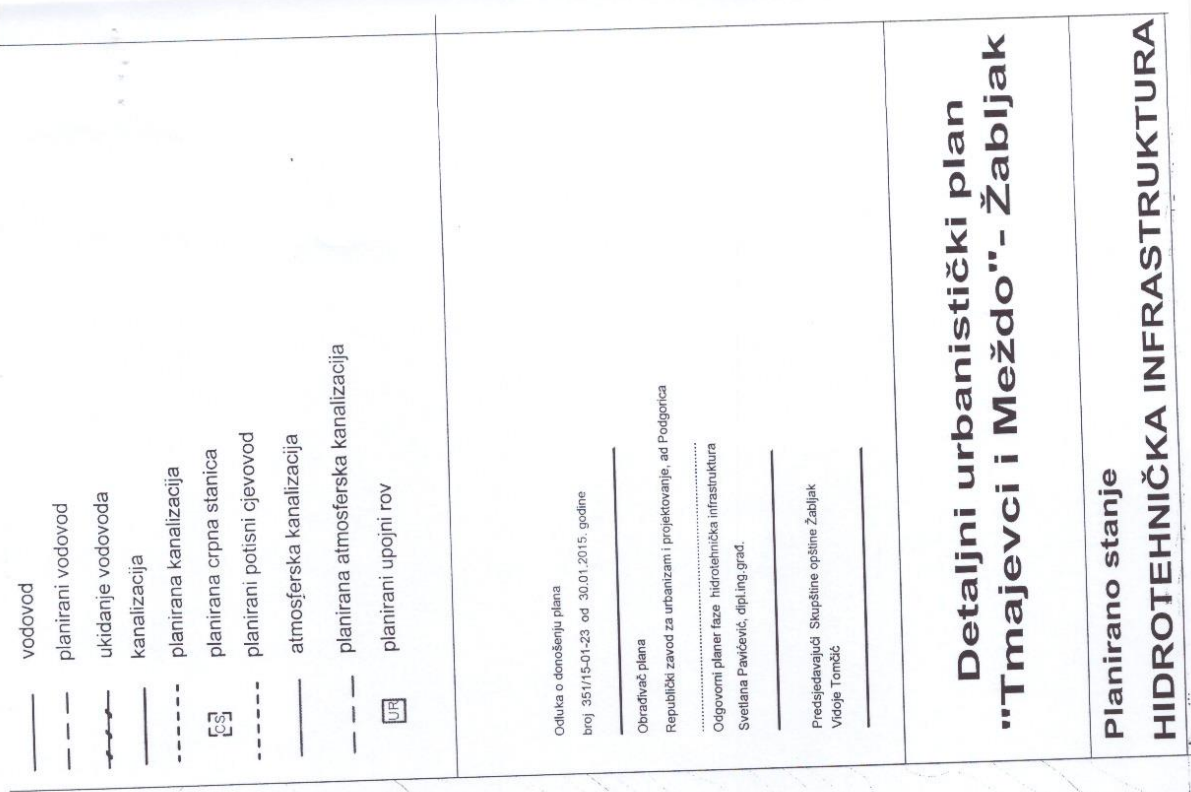 vodovod
planirani vodovod
ukidanje vodovoda
kanalizacija
planirana kanalizacija
CS planirana crpna stanica
planirani potisni cjevovod
atmosferska kanalizacija
planirana atmosferska kanalizacija
UR planirani upojni rov
Odluka o donošenju plana
broj 351/15-01-23 od 30.01.2015. godine
Obrađivač plana
Republički zavod za urbanizam i projektovanje, ad Podgorica
Odgovorni planer faze hidrotehnička infrastruktura
Svetlana Pavićević, dipl.ing.građ.
Predsjedavajući Skupštine opštine Žabljak
Vidoje Tomčić
Detaljni urbanistički plan
"Tmajevci i Meždo"- Žabljak
Planirano stanje
HIDROTEHNIČKA INFRASTRUKTURA